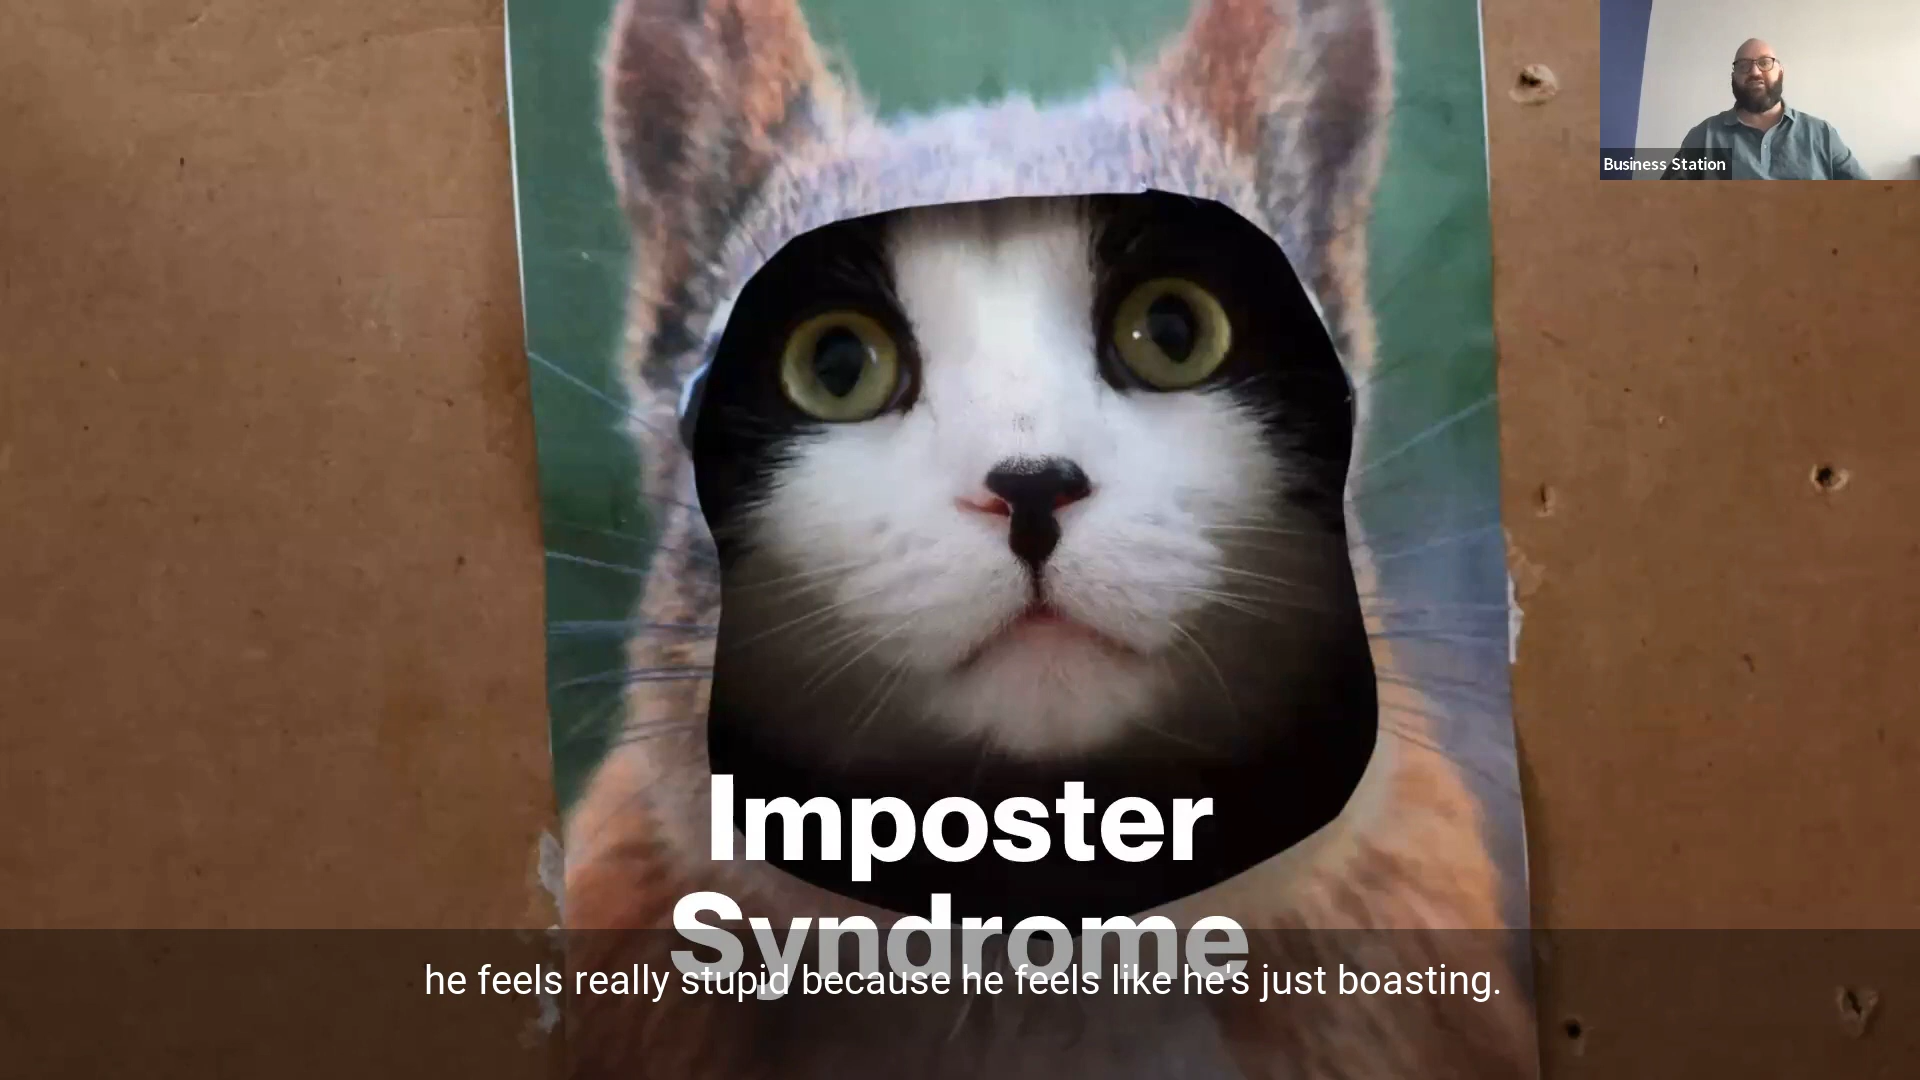 Business Station
Imposter
Syndrome
he feels really stupid because he feels like he's just boasting.